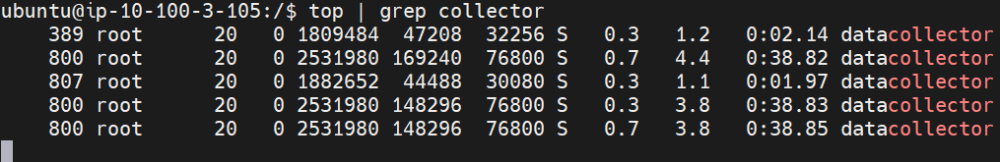 ubuntu@ip-10-100-3-105:/$ top | grep collector
    389 root      20   0 1809484  47208  32256 S   0.3   1.2   0:02.14 datacollector
    800 root      20   0 2531980 169240  76800 S   0.7   4.4   0:38.82 datacollector
    807 root      20   0 1882652  44488  30080 S   0.3   1.1   0:01.97 datacollector
    800 root      20   0 2531980 148296  76800 S   0.3   3.8   0:38.83 datacollector
    800 root      20   0 2531980 148296  76800 S   0.7   3.8   0:38.85 datacollector